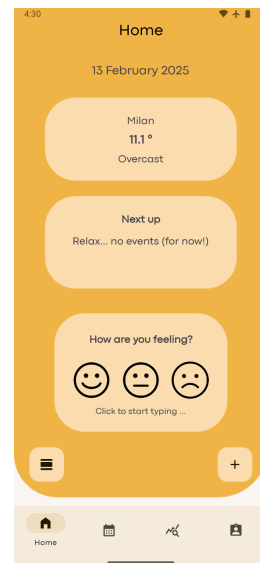 4:30
Home
13 February 2025
Milan
11.1 °
Overcast
Next up
Relax... no events (for now!)
How are you feeling?
Click to start typing ...
+
Home